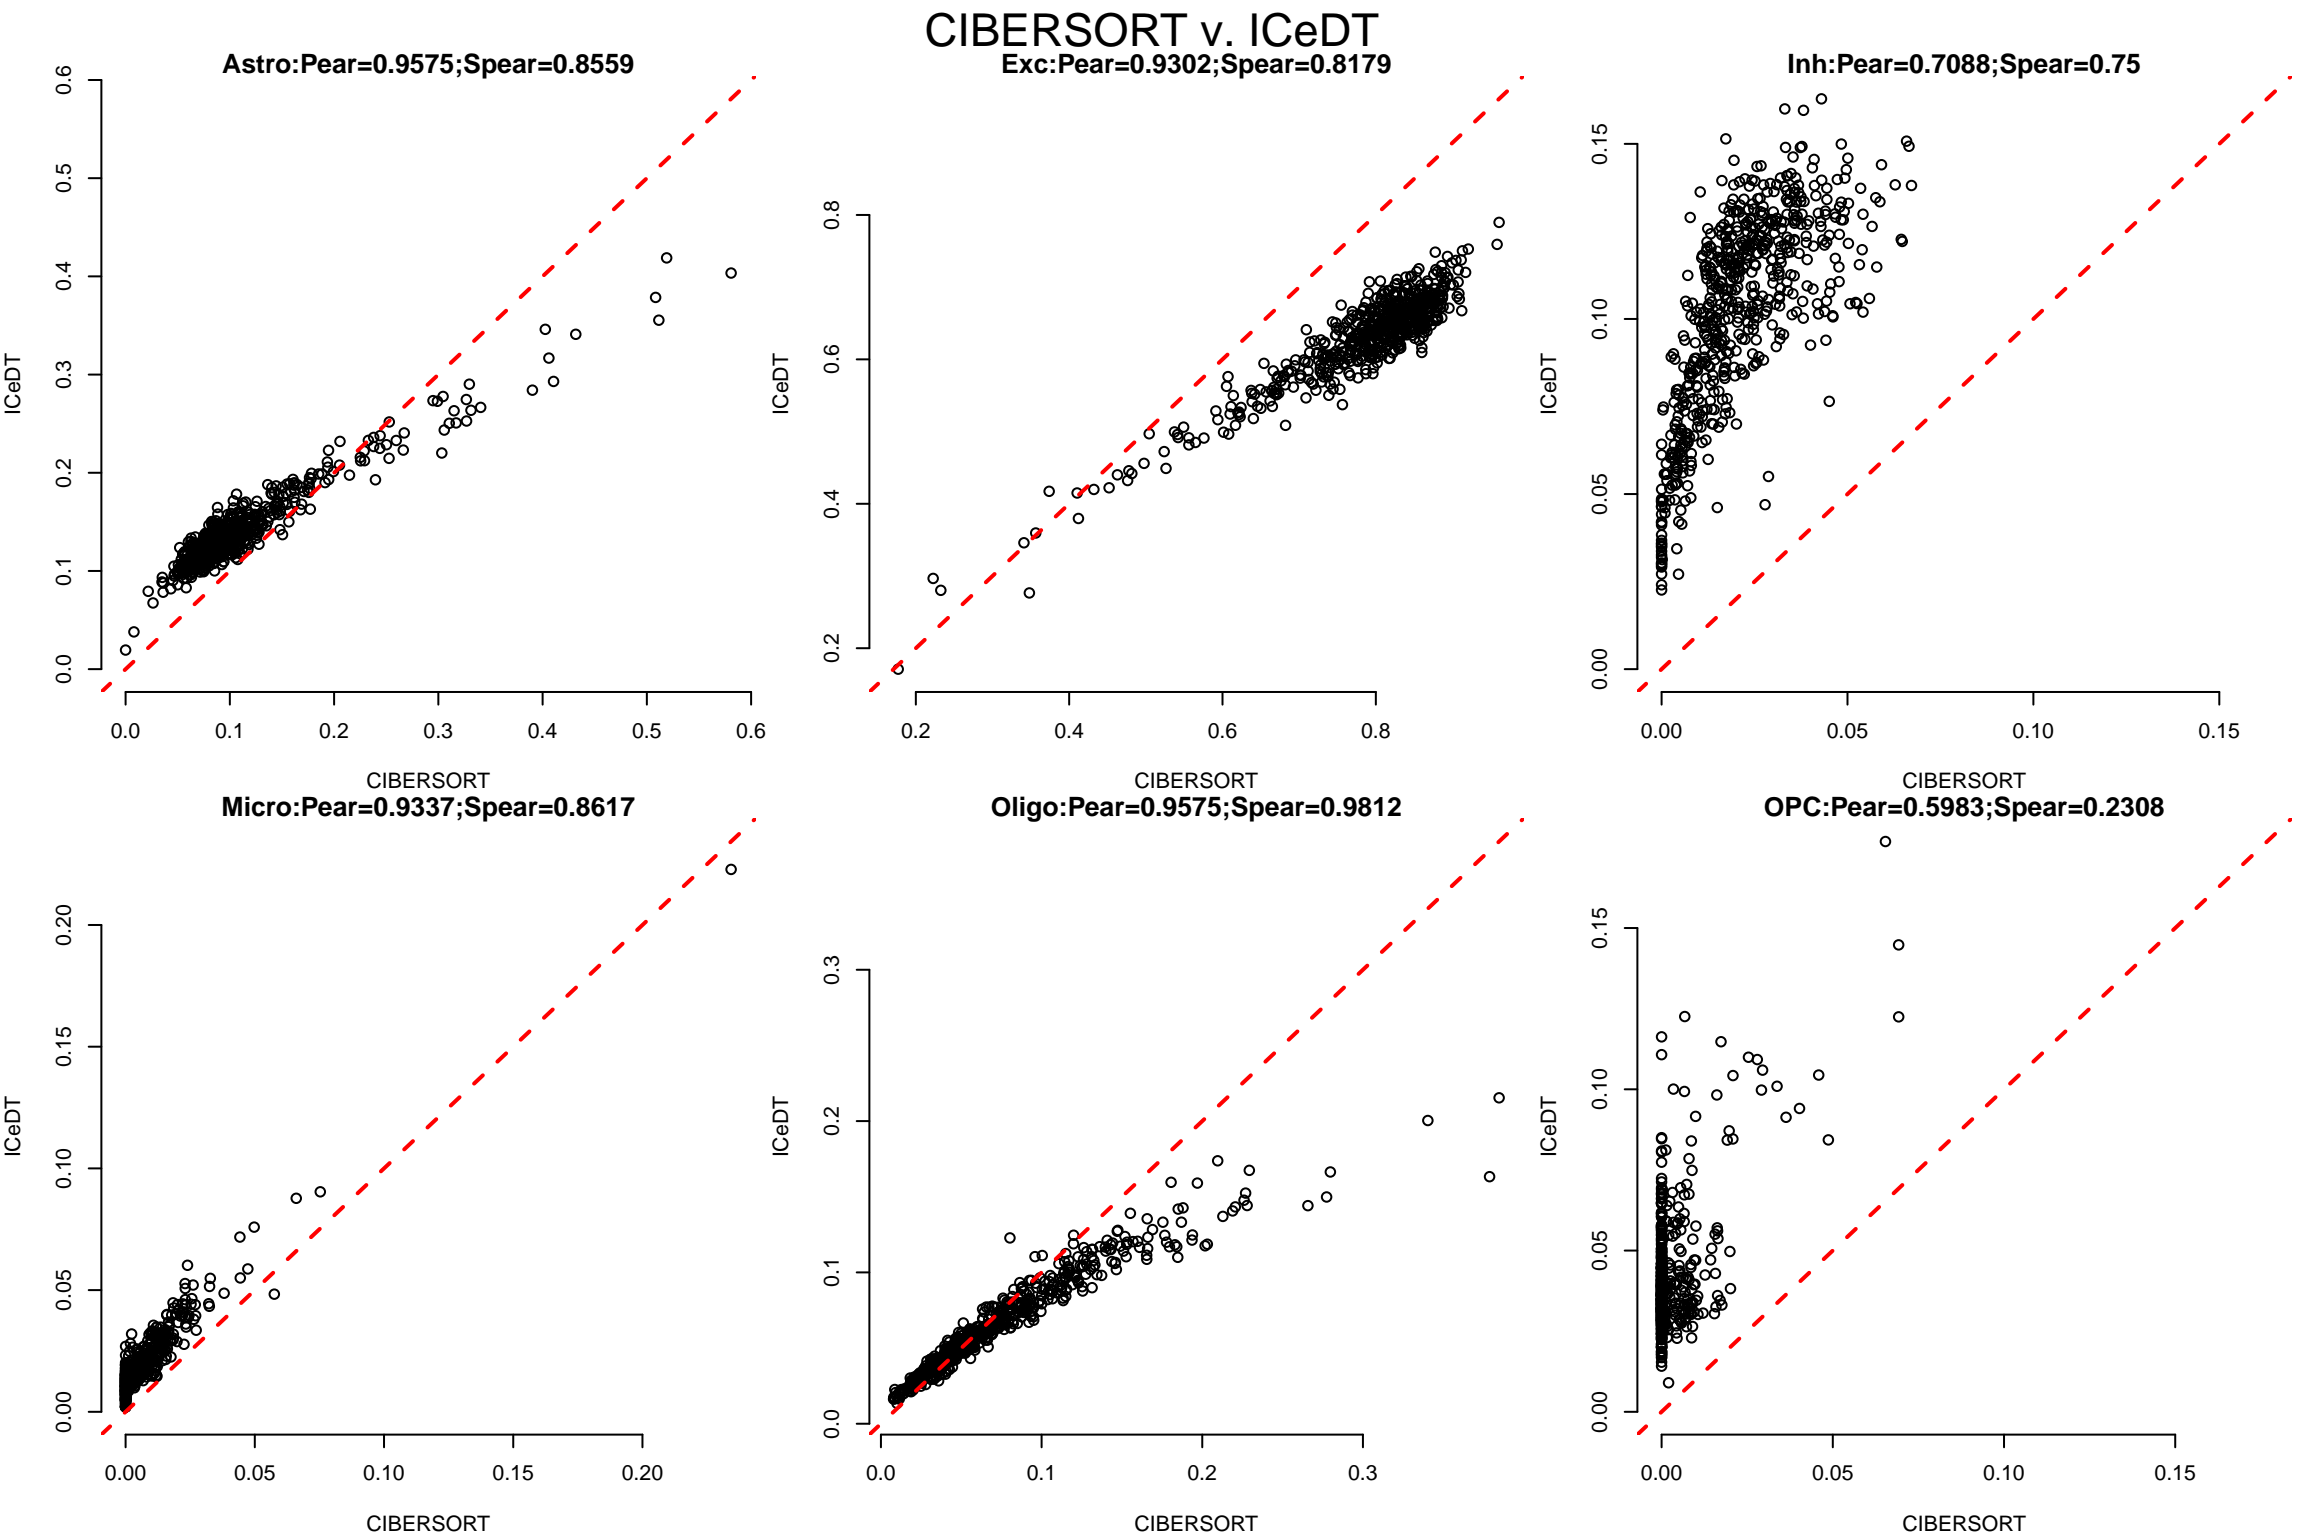 CIBERSORT v. ICeDT
Astro:Pear=0.9575;Spear=0.8559
0.0 0.1 0.2 0.3 0.4 0.5 0.6
ICeDT
0.0 0.1 0.2 0.3 0.4 0.5 0.6
CIBERSORT
Exc:Pear=0.9302;Spear=0.8179
0.2 0.4 0.6 0.8
ICeDT
0.2 0.4 0.6 0.8
CIBERSORT
Inh:Pear=0.7088;Spear=0.75
0.00 0.05 0.10 0.15
ICeDT
0.00 0.05 0.10 0.15
CIBERSORT
Micro:Pear=0.9337;Spear=0.8617
0.00 0.05 0.10 0.15 0.20
ICeDT
0.00 0.05 0.10 0.15 0.20
CIBERSORT
Oligo:Pear=0.9575;Spear=0.9812
0.0 0.1 0.2 0.3
ICeDT
0.0 0.1 0.2 0.3
CIBERSORT
OPC:Pear=0.5983;Spear=0.2308
0.00 0.05 0.10 0.15
ICeDT
0.00 0.05 0.10 0.15
CIBERSORT